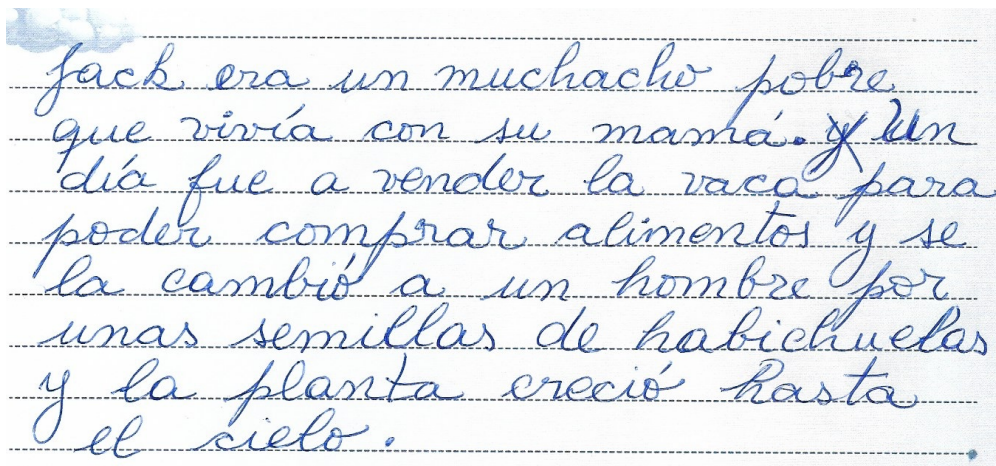 Jack era un muchacho pobre
que vivía con su mamá. Un
día fue a vender la vaca para
poder comprar alimentos y se
la cambió a un hombre por
unas semillas de habichuelas
y la planta creció hasta
el cielo.